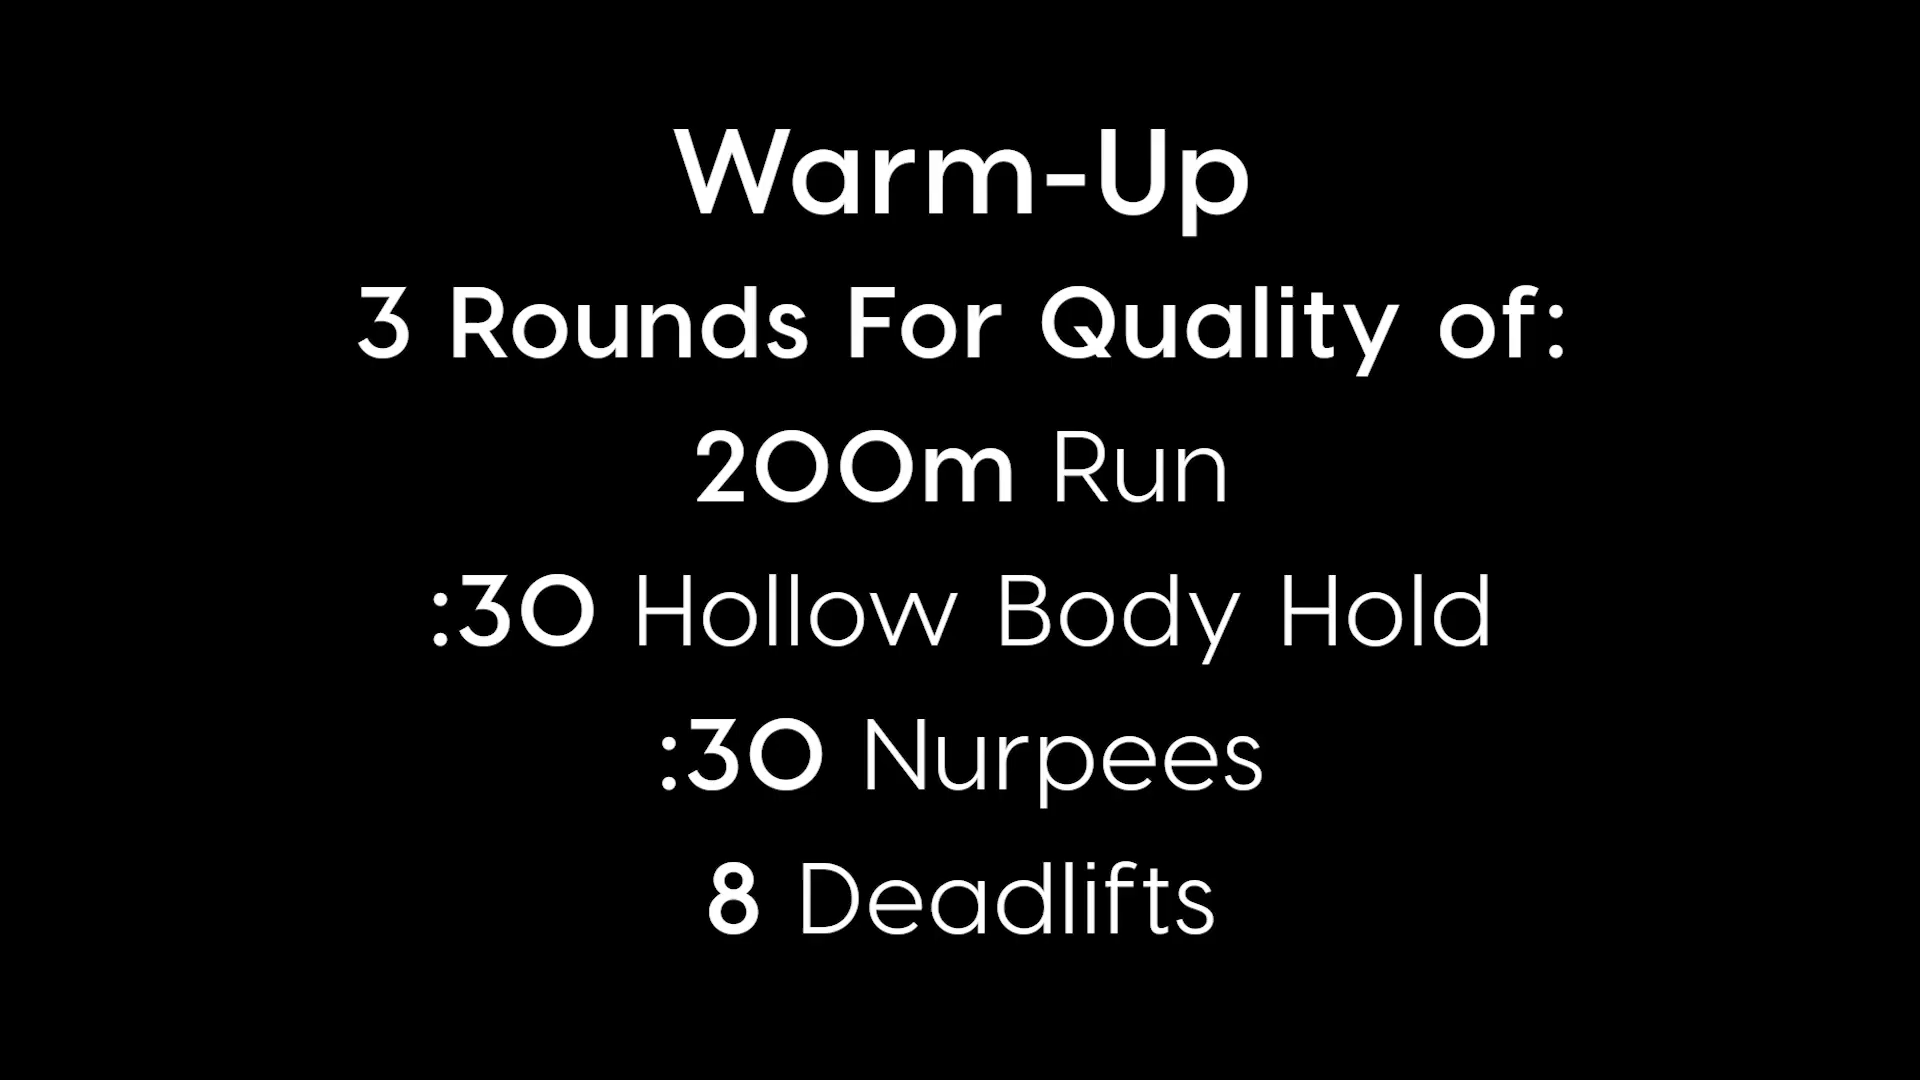 Warm-Up
3 Rounds For Quality of:
200m Run
:30 Hollow Body Hold
:30 Nurpees
8 Deadlifts